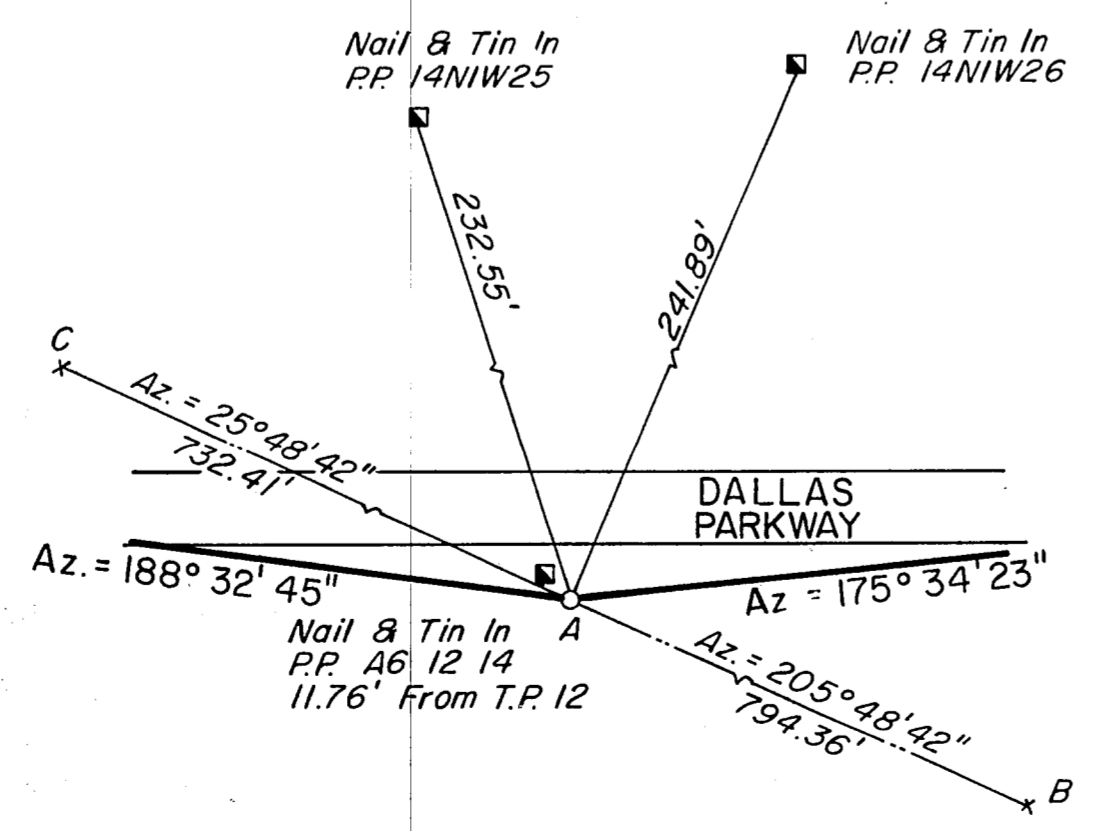 Nail & Tin In
P.P. 14N1W25
Nail & Tin In
P.P. 14N1W26
232.55'
241.89'
C
Az. = 25°48'42"
732.41'
DALLAS
PARKWAY
Az. = 188° 32' 45"
Az = 175° 34' 23"
A
Nail & Tin In
P.P. A6 12 14
11.76' From T.P. 12
Az. = 205°48'42"
794.36'
B